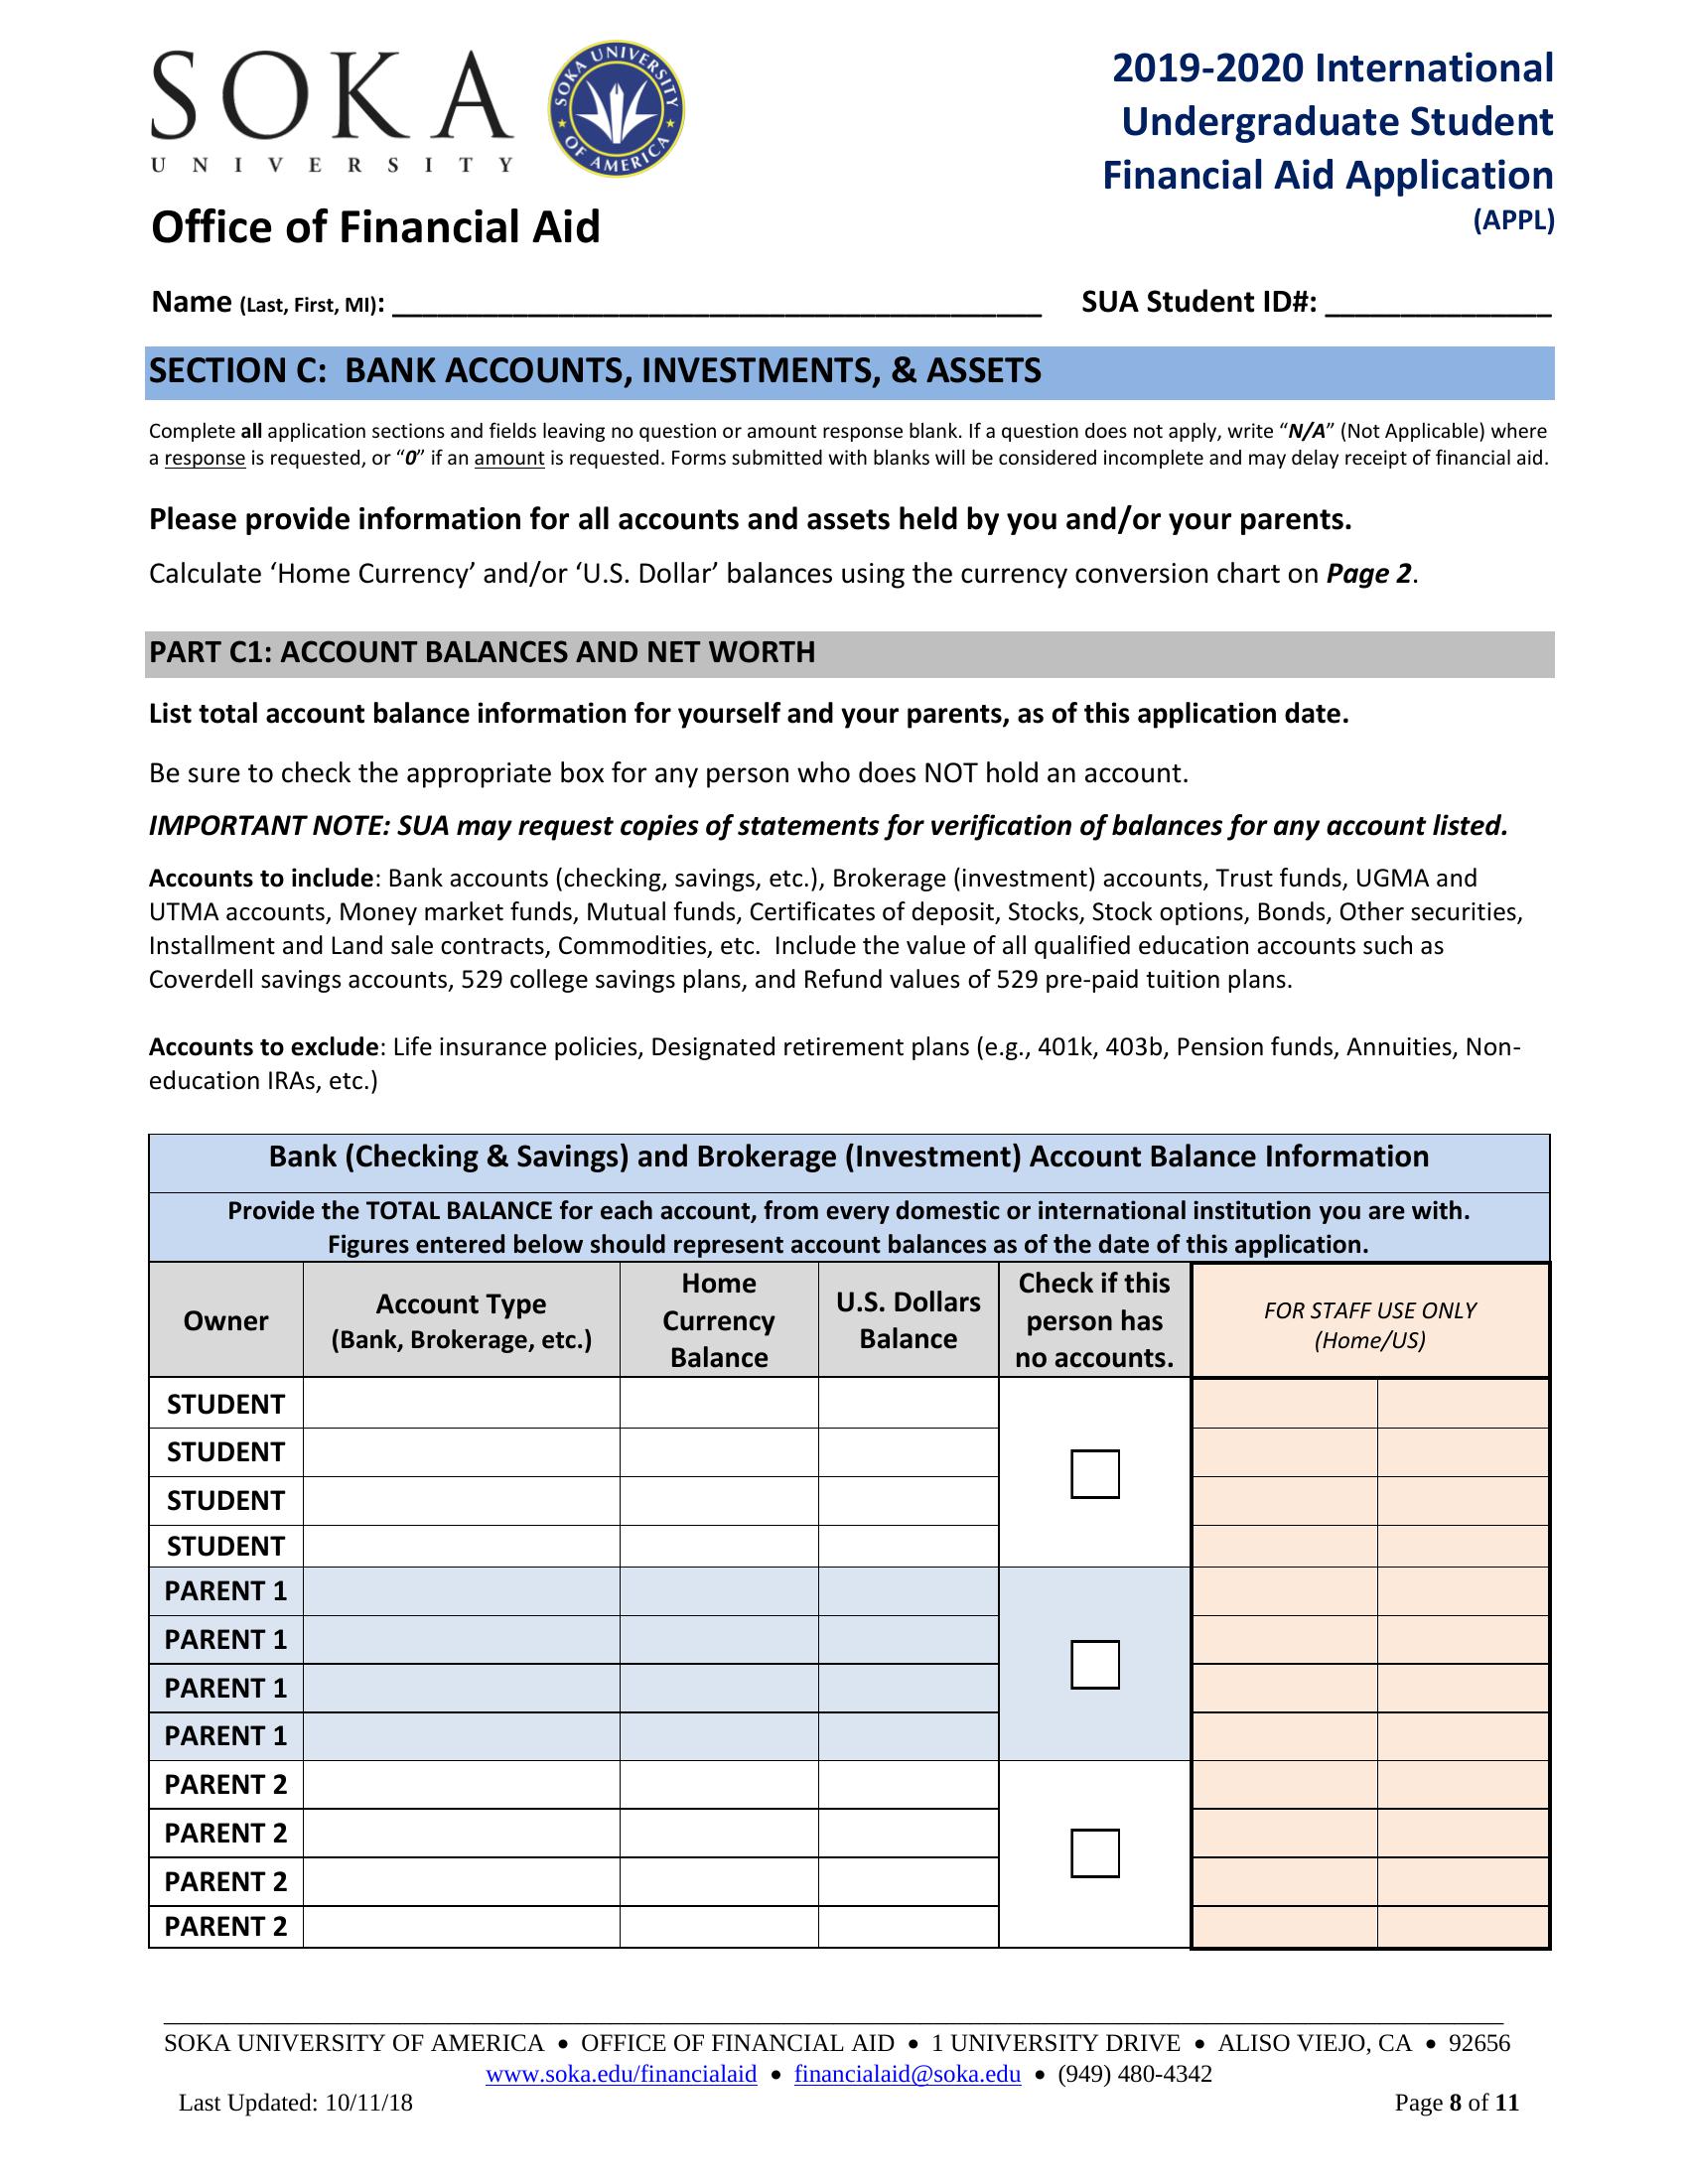 SOKA
UNIVERSITY
SOKA UNIVERSITY
OF AMERICA
2019-2020 International
Undergraduate Student
Financial Aid Application
(APPL)
Office of Financial Aid
Name (Last, First, MI): ___________________________________________ SUA Student ID#: _______________
SECTION C: BANK ACCOUNTS, INVESTMENTS, & ASSETS
Complete all application sections and fields leaving no question or amount response blank. If a question does not apply, write “N/A” (Not Applicable) where
a response is requested, or “0” if an amount is requested. Forms submitted with blanks will be considered incomplete and may delay receipt of financial aid.
Please provide information for all accounts and assets held by you and/or your parents.
Calculate ‘Home Currency’ and/or ‘U.S. Dollar’ balances using the currency conversion chart on Page 2.
PART C1: ACCOUNT BALANCES AND NET WORTH
List total account balance information for yourself and your parents, as of this application date.
Be sure to check the appropriate box for any person who does NOT hold an account.
IMPORTANT NOTE: SUA may request copies of statements for verification of balances for any account listed.
Accounts to include: Bank accounts (checking, savings, etc.), Brokerage (investment) accounts, Trust funds, UGMA and
UTMA accounts, Money market funds, Mutual funds, Certificates of deposit, Stocks, Stock options, Bonds, Other securities,
Installment and Land sale contracts, Commodities, etc. Include the value of all qualified education accounts such as
Coverdell savings accounts, 529 college savings plans, and Refund values of 529 pre-paid tuition plans.
Accounts to exclude: Life insurance policies, Designated retirement plans (e.g., 401k, 403b, Pension funds, Annuities, Non-
education IRAs, etc.)
Bank (Checking & Savings) and Brokerage (Investment) Account Balance Information
Provide the TOTAL BALANCE for each account, from every domestic or international institution you are with.
Figures entered below should represent account balances as of the date of this application.
Owner
Account Type
(Bank, Brokerage, etc.)
Home
Currency
Balance
U.S. Dollars
Balance
Check if this
person has
no accounts.
FOR STAFF USE ONLY
(Home/US)
STUDENT
STUDENT
STUDENT
STUDENT
PARENT 1
PARENT 1
PARENT 1
PARENT 1
PARENT 2
PARENT 2
PARENT 2
PARENT 2
SOKA UNIVERSITY OF AMERICA • OFFICE OF FINANCIAL AID • 1 UNIVERSITY DRIVE • ALISO VIEJO, CA • 92656
www.soka.edu/financialaid • financialaid@soka.edu • (949) 480-4342
Last Updated: 10/11/18 Page 8 of 11